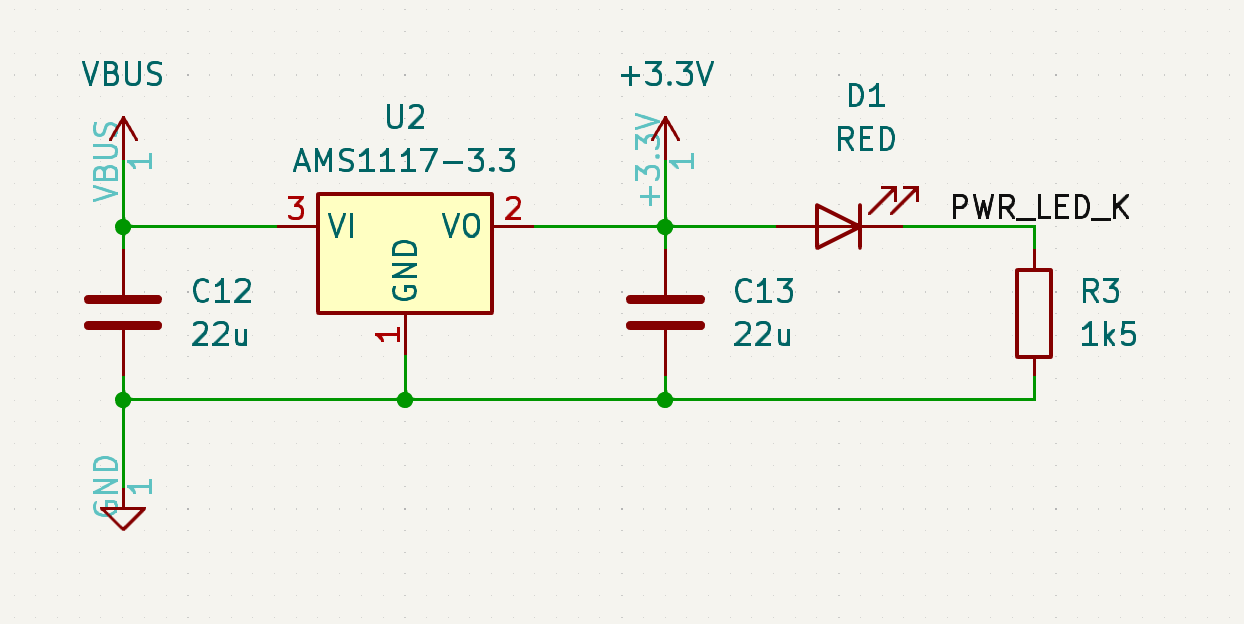 VBUS
+3.3V
D1
RED
U2
AMS1117-3.3
VBUS
1
+3.3V
1
3
VI
VO
2
GND
1
PWR_LED_K
C12
22u
C13
22u
R3
1k5
GND
1